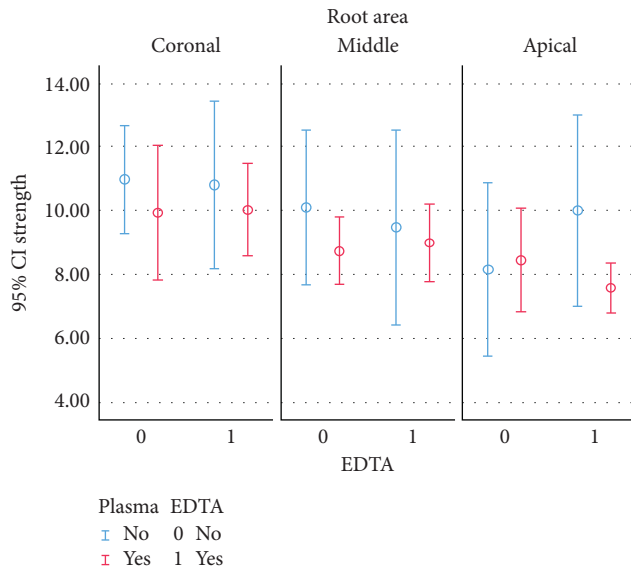 Root area
Coronal Middle Apical
14.00
12.00
10.00
8.00
6.00
4.00
95% CI strength
0 1 0 1 0 1
EDTA
Plasma EDTA
No 0 No
Yes 1 Yes